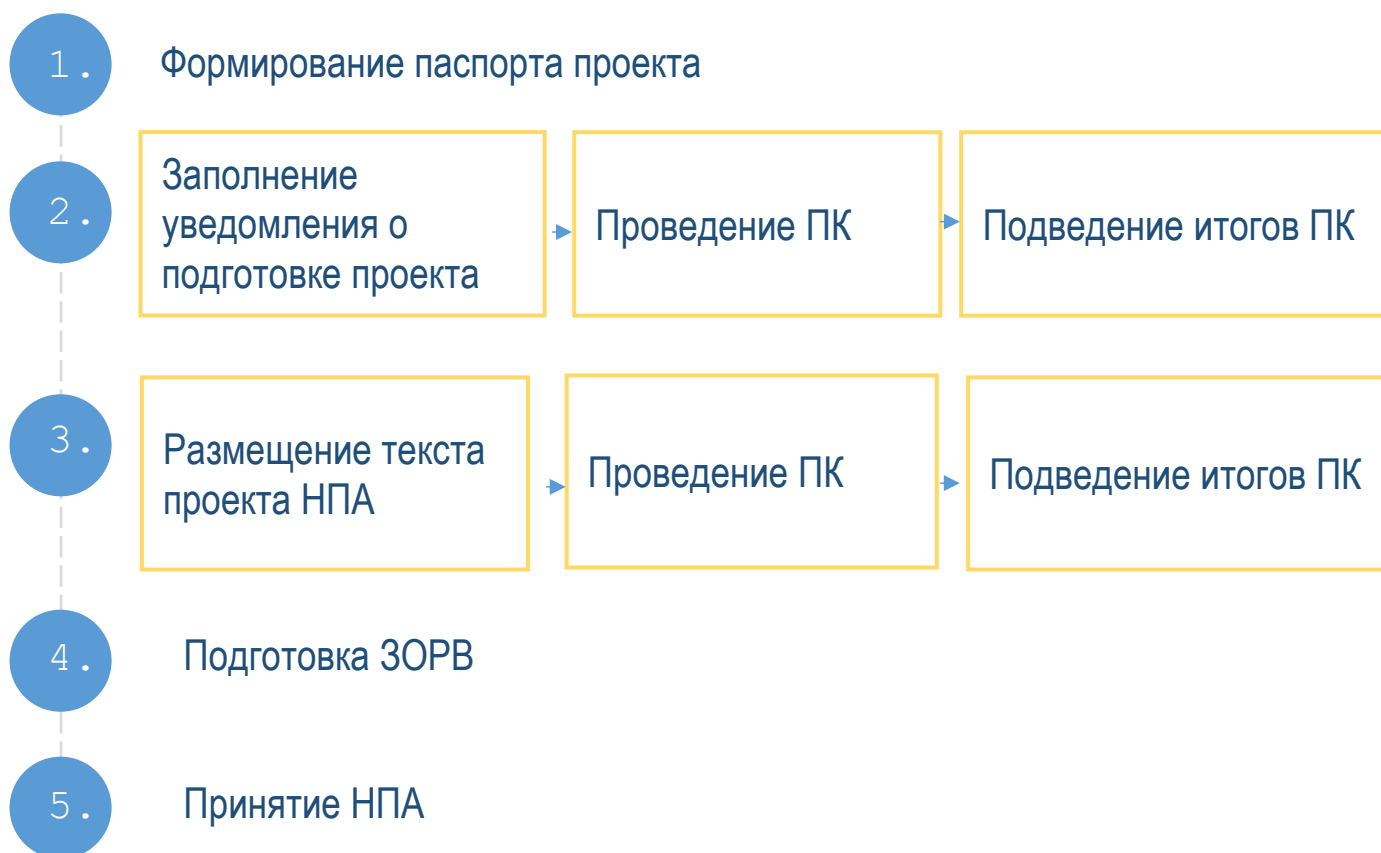 1.
Формирование паспорта проекта
2.
Заполнение
уведомления о
подготовке проекта
Проведение ПК
Подведение итогов ПК
3.
Размещение текста
проекта НПА
Проведение ПК
Подведение итогов ПК
4.
Подготовка ЗОРВ
5.
Принятие НПА